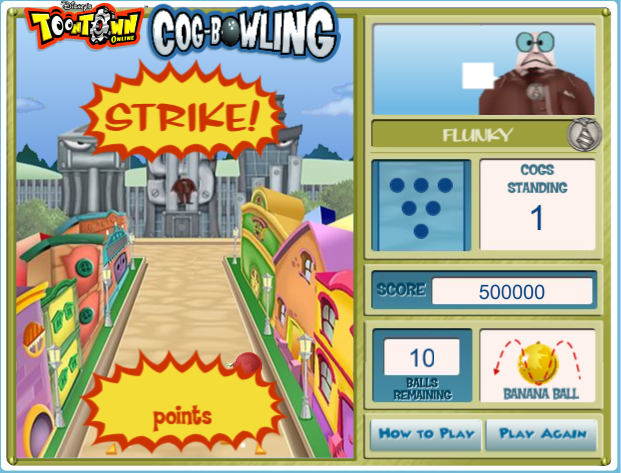 Disney's
TOONTOWN
ONLINE
COG-BOWLING
STRIKE!
points
FLUNKY
COGS
STANDING
1
SCORE 500000
10
BALLS
REMAINING
BANANA BALL
HOW TO PLAY
PLAY AGAIN